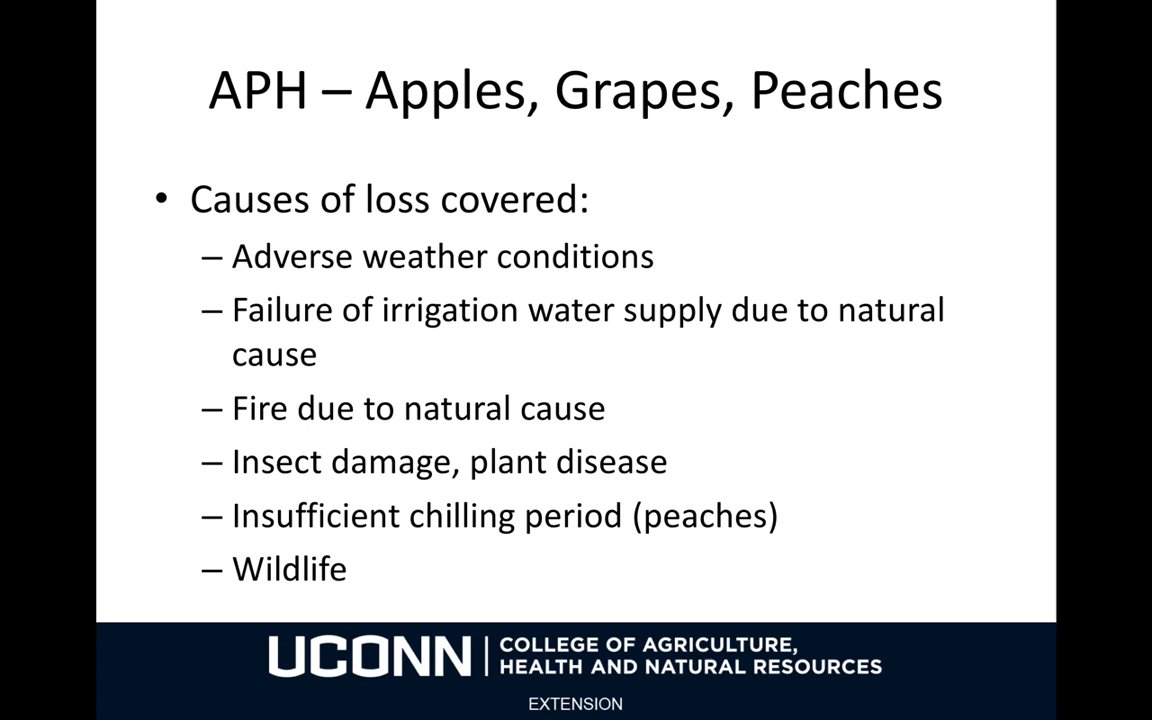 APH – Apples, Grapes, Peaches
• Causes of loss covered:
– Adverse weather conditions
– Failure of irrigation water supply due to natural
cause
– Fire due to natural cause
– Insect damage, plant disease
– Insufficient chilling period (peaches)
– Wildlife
UCONN | COLLEGE OF AGRICULTURE,
HEALTH AND NATURAL RESOURCES
EXTENSION